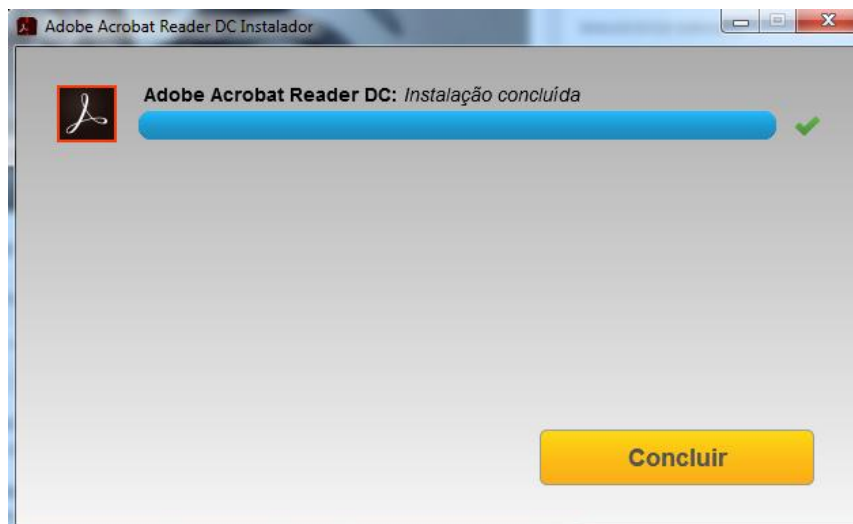 Adobe Acrobat Reader DC Instalador
Adobe Acrobat Reader DC: Instalação concluída
Concluir